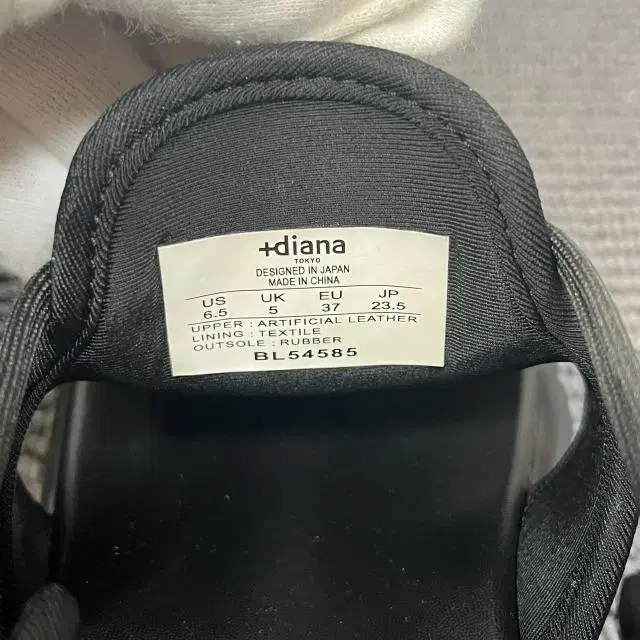 +diana
TOKYO
DESIGNED IN JAPAN
MADE IN CHINA
US UK EU JP
6.5 5 37 23.5
UPPER : ARTIFICIAL LEATHER
LINING : TEXTILE
OUTSOLE : RUBBER
BL54585